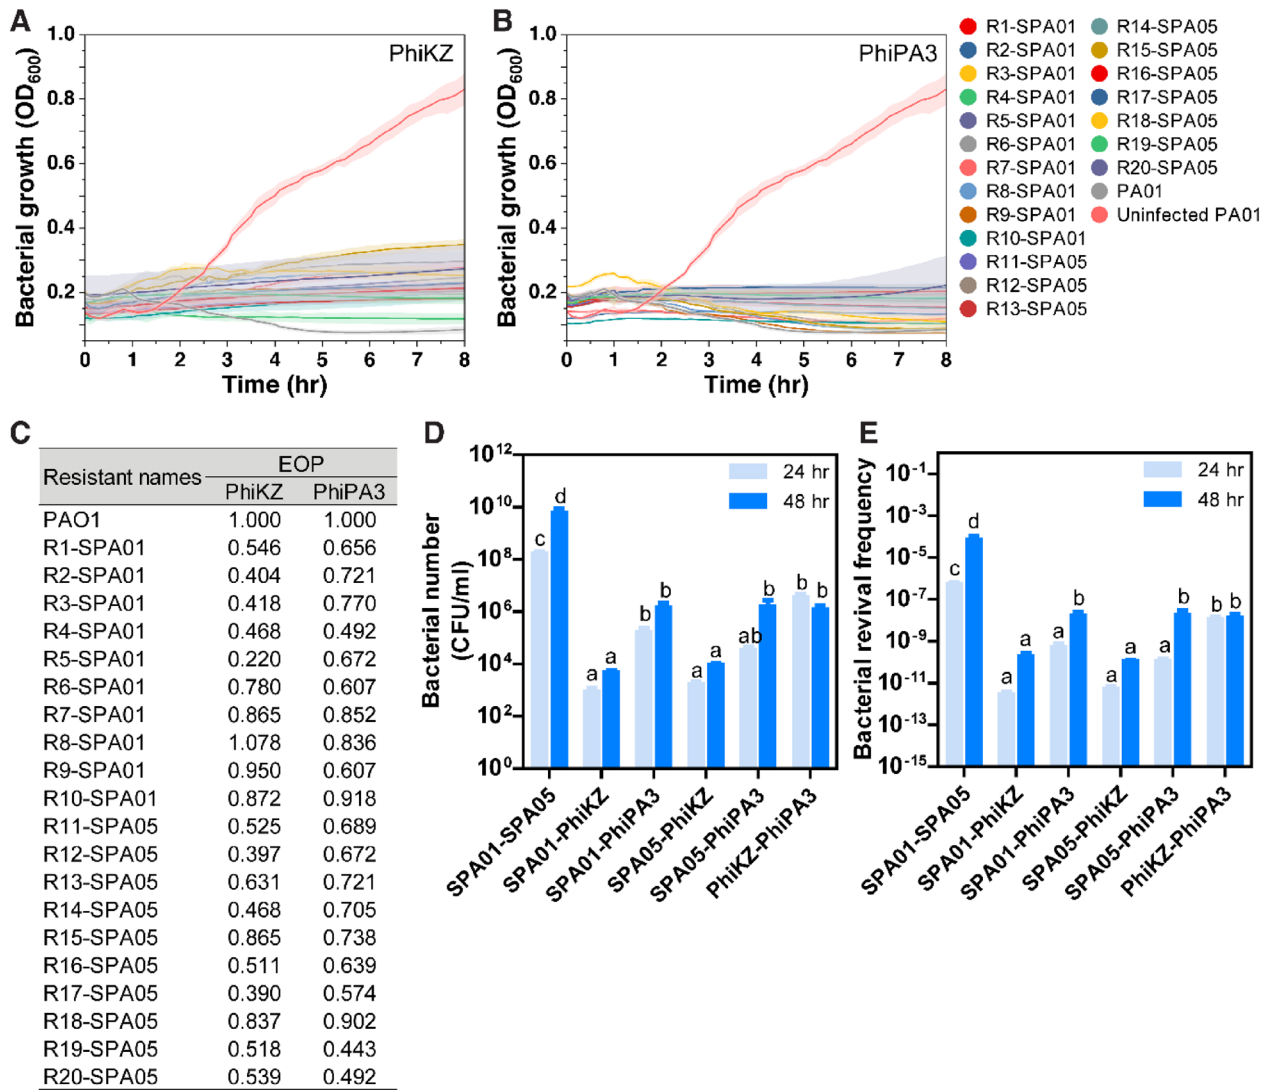 A
Bacterial growth (OD600)
1.0
0.8
0.6
0.4
0.2
PhiKZ
0 1 2 3 4 5 6 7 8
Time (hr)
B
Bacterial growth (OD600)
1.0
0.8
0.6
0.4
0.2
PhiPA3
0 1 2 3 4 5 6 7 8
Time (hr)
R1-SPA01
R2-SPA01
R3-SPA01
R4-SPA01
R5-SPA01
R6-SPA01
R7-SPA01
R8-SPA01
R9-SPA01
R10-SPA01
R11-SPA05
R12-SPA05
R13-SPA05
R14-SPA05
R15-SPA05
R16-SPA05
R17-SPA05
R18-SPA05
R19-SPA05
R20-SPA05
PA01
Uninfected PA01
C
Resistant names EOP
PhiKZ PhiPA3
PAO1 1.000 1.000
R1-SPA01 0.546 0.656
R2-SPA01 0.404 0.721
R3-SPA01 0.418 0.770
R4-SPA01 0.468 0.492
R5-SPA01 0.220 0.672
R6-SPA01 0.780 0.607
R7-SPA01 0.865 0.852
R8-SPA01 1.078 0.836
R9-SPA01 0.950 0.607
R10-SPA01 0.872 0.918
R11-SPA05 0.525 0.689
R12-SPA05 0.397 0.672
R13-SPA05 0.631 0.721
R14-SPA05 0.468 0.705
R15-SPA05 0.865 0.738
R16-SPA05 0.511 0.639
R17-SPA05 0.390 0.574
R18-SPA05 0.837 0.902
R19-SPA05 0.518 0.443
R20-SPA05 0.539 0.492
D
Bacterial number
(CFU/ml)
10^12
10^10
10^8
10^6
10^4
10^2
10^0
24 hr
48 hr
c d a a b b a a ab b b b
SPA01-SPA05
SPA01-PhiKZ
SPA01-PhiPA3
SPA05-PhiKZ
SPA05-PhiPA3
PhiKZ-PhiPA3
E
Bacterial revival frequency
10^-1
10^-3
10^-5
10^-7
10^-9
10^-11
10^-13
10^-15
24 hr
48 hr
c d a a a b a a a b b b
SPA01-SPA05
SPA01-PhiKZ
SPA01-PhiPA3
SPA05-PhiKZ
SPA05-PhiPA3
PhiKZ-PhiPA3